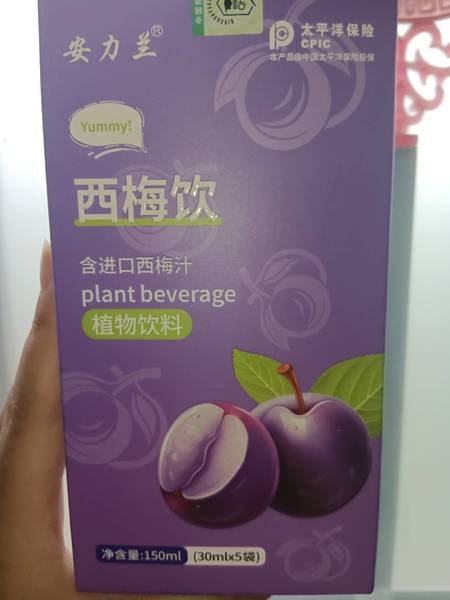 安力兰®
太平洋保险
CPIC
本产品由中国太平洋保险投保
Yummy!
西梅饮
含进口西梅汁
plant beverage
植物饮料
净含量:150ml (30mlx5袋)